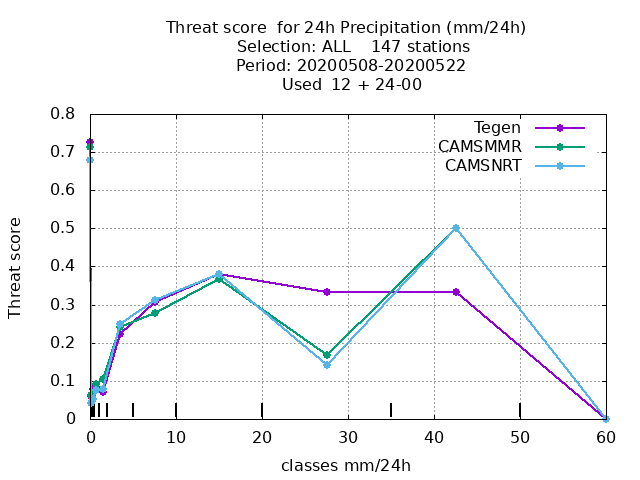 Threat score  for 24h Precipitation (mm/24h)
Selection: ALL    147 stations
Period: 20200508-20200522
Used  12 + 24-00
Tegen
CAMSMMR
CAMSNRT
0.8
0.7
0.6
0.5
0.4
0.3
0.2
0.1
0
Threat score
0 10 20 30 40 50 60
classes mm/24h